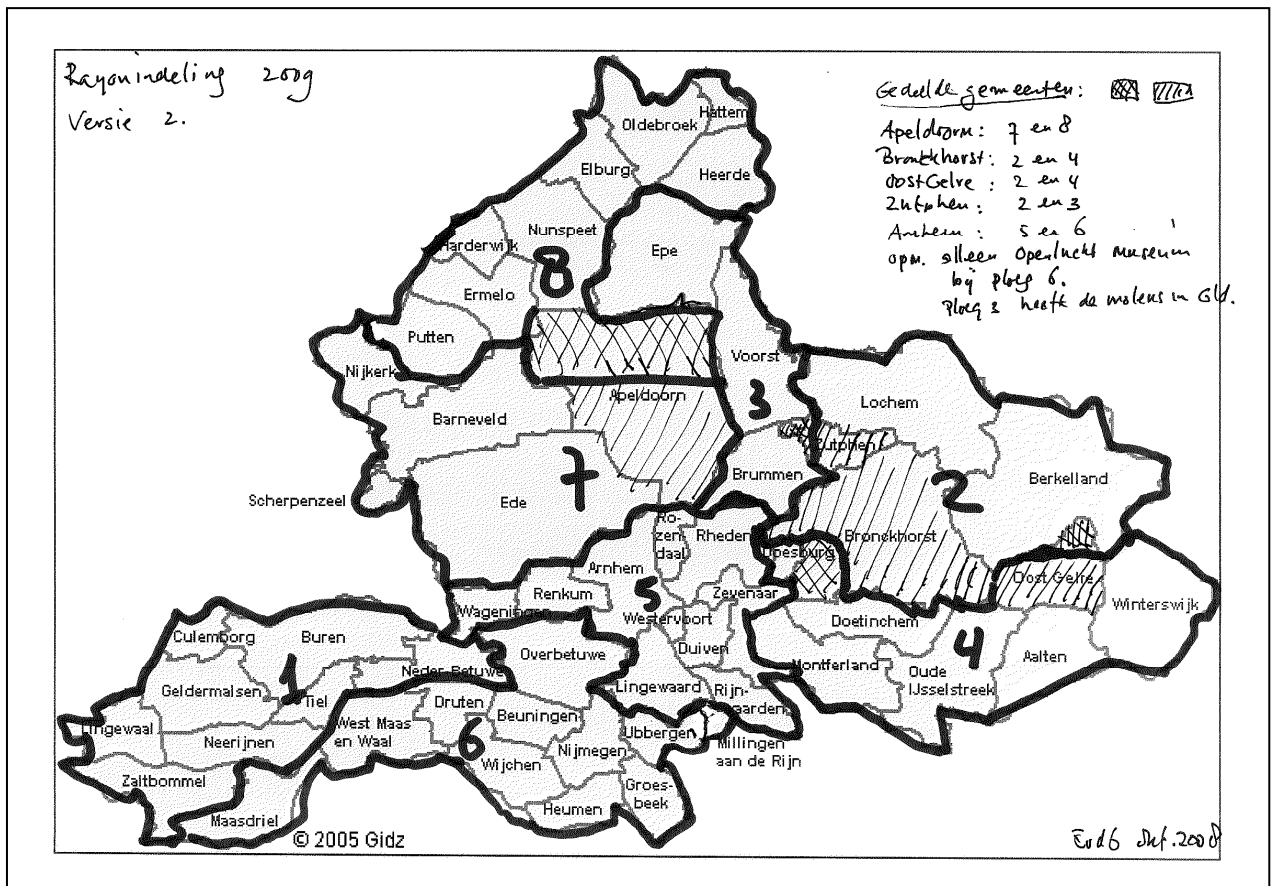 Rayonindeling 2009
Versie 2.
Gedeelde gemeenten:
Apeldoorn: 7 en 8
Bronckhorst: 2 en 4
OostGelre: 2 en 4
Zutphen: 2 en 3
Arnhem: 5 en 6
opm. alleen Openlucht museum
bij ploeg 6.
ploeg 3 heeft de molens in Gld.
Oldebroek
Hattem
Elburg
Heerde
Nunspeet
Harderwijk
Epe
8
Ermelo
Putten
Voorst
Nijkerk
Apeldoorn
3
Lochem
Barneveld
Zutphen
Brummen
7
2
Berkelland
Scherpenzeel
Ede
Ro-
zen
daal
Rheden
Bronckhorst
Doesburg
Arnhem
Oost Gelre
Renkum
5
Zevenaar
Winterswijk
Wageningen
Westervoort
Doetinchem
Culemborg
Buren
Duiven
4
Overbetuwe
Aalten
Neder-Betuwe
Montferland
Oude
IJsselstreek
Geldermalsen
1
Tiel
Lingewaard
Rijn-
waarden
Druten
Beuningen
Lingewaal
West Maas
en Waal
Ubbergen
Neerijnen
6
Nijmegen
Millingen
aan de Rijn
Wijchen
Zaltbommel
Groes-
beek
Heumen
Maasdriel
© 2005 Gidz
2008